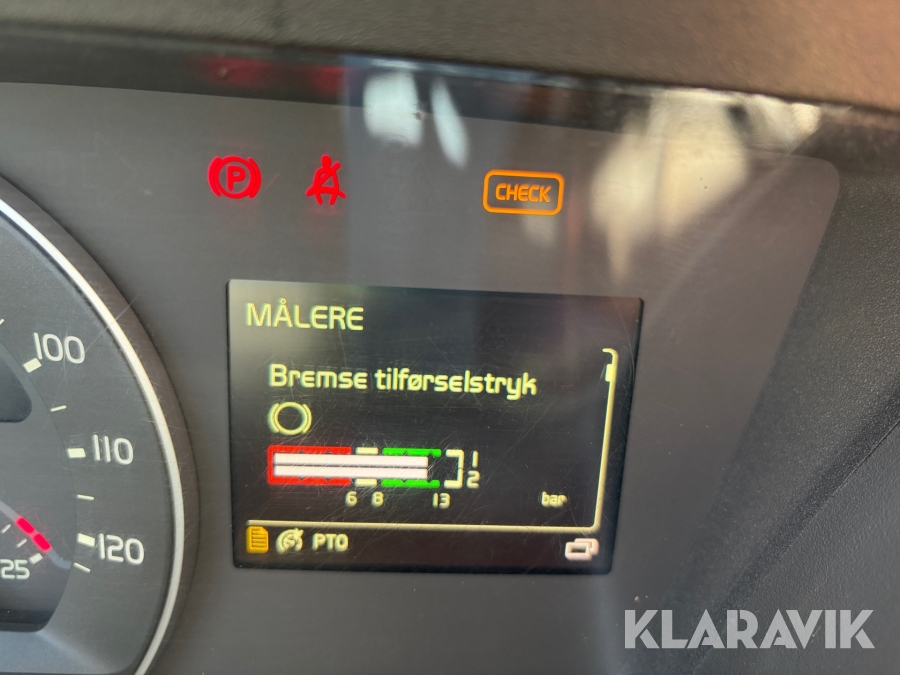 P
CHECK
MÅLERE
Bremse tilførselstryk
1
2
6 8 13 bar
PTO
100
110
120
25
KLARAVIK